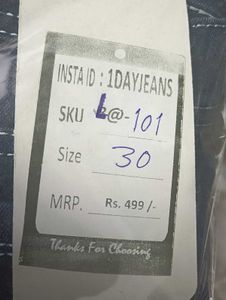 INSTA ID : 1DAYJEANS
SKU L@-101
Size 30
MRP. Rs. 499 /-
Thanks For Choosing